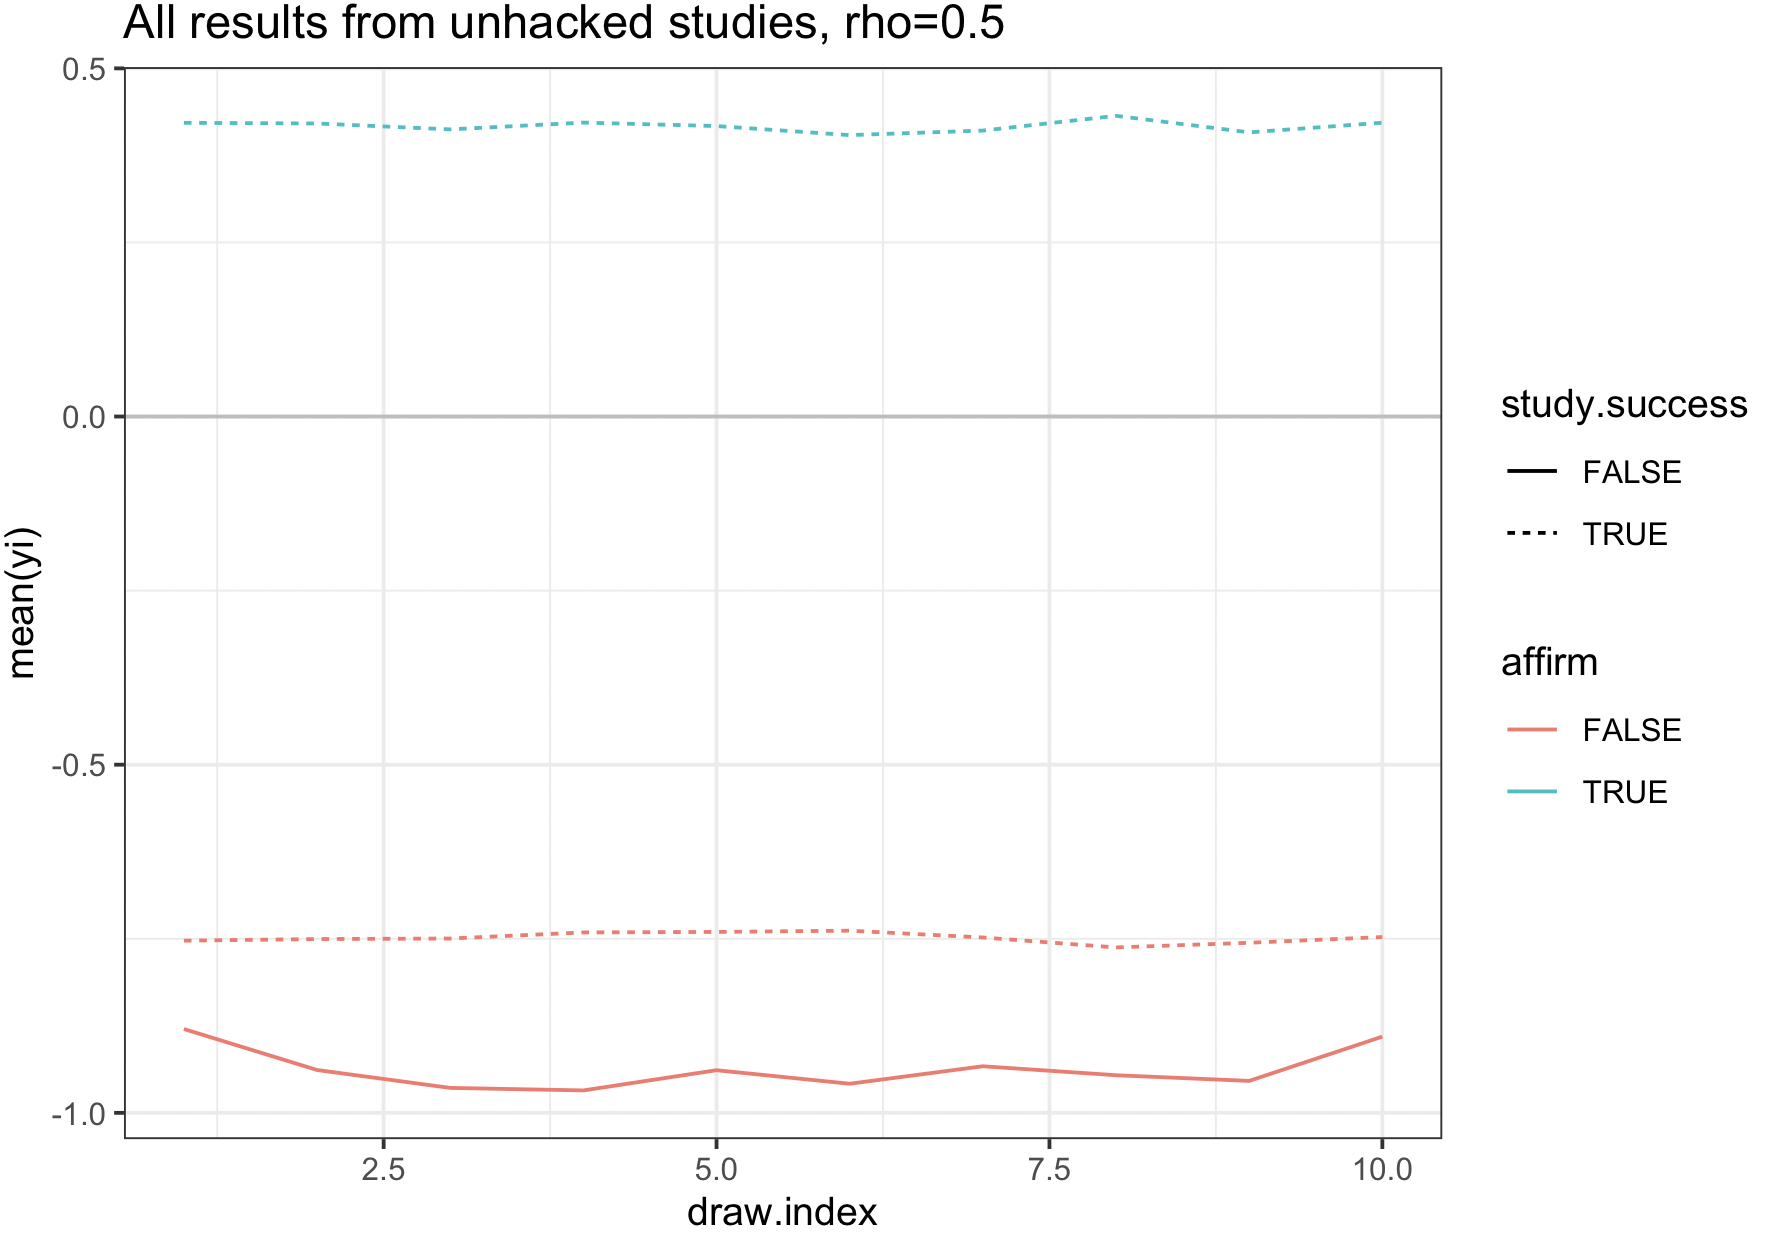 All results from unhacked studies, rho=0.5
0.5
0.0
-0.5
-1.0
mean(yi)
2.5 5.0 7.5 10.0
draw.index
study.success
FALSE
TRUE
affirm
FALSE
TRUE